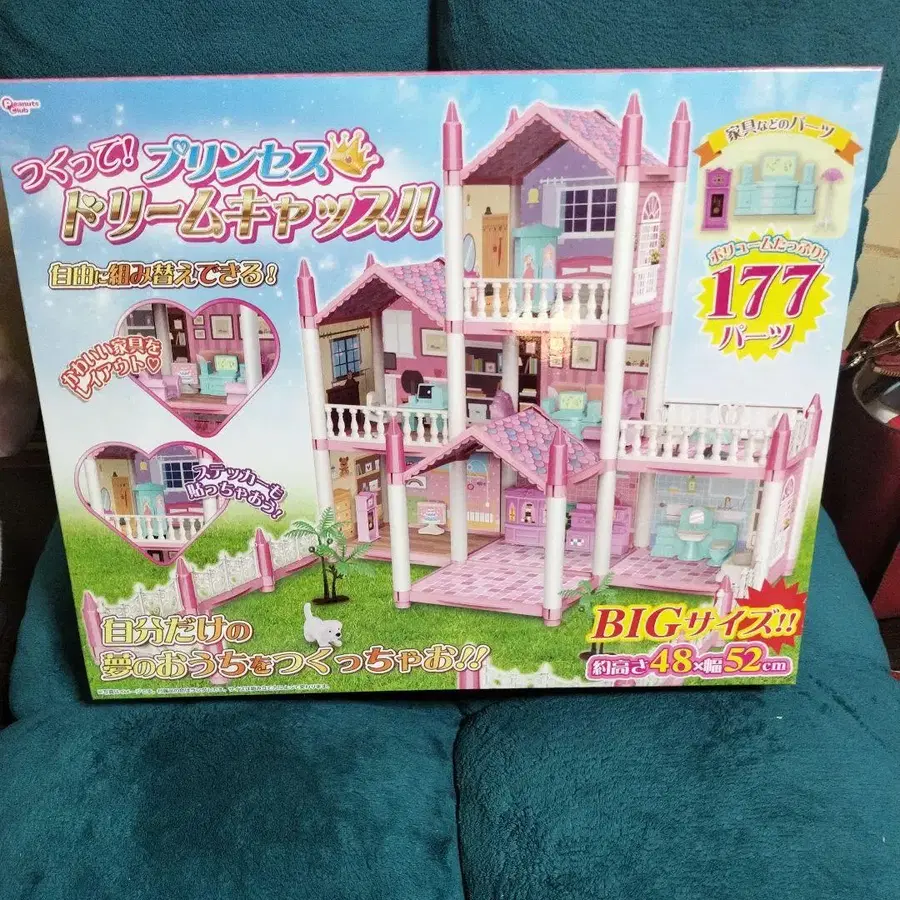 Peanuts Club
つくって！プリンセス
ドリームキャッスル
自由に組み替えできる！
かわいい家具を
レイアウト♡
ステッカーも
貼っちゃおう！
家具などのパーツ
ボリュームたっぷり！
177
パーツ
自分だけの
夢のおうちをつくっちゃお!!
BIGサイズ!!
約高さ48×幅52cm